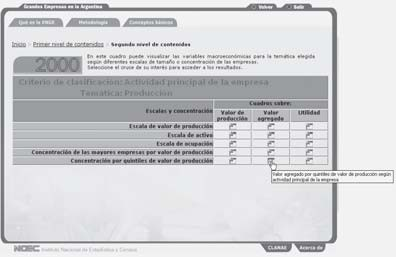 Grandes Empresas en la Argentina
Volver
Salir
Qué es la ENGE
Metodología
Conceptos básicos
Inicio > Primer nivel de contenidos > Segundo nivel de contenidos
2000
En este cuadro puede visualizar las variables macroeconómicas para la temática elegida
según diferentes escalas de tamaño o concentración de las empresas.
Seleccione el cruce de su interés para acceder a los resultados.
Criterio de clasificación: Actividad principal de la empresa
Temática: Producción
Escalas y concentración
Cuadros sobre:
Valor de producción
Valor agregado
Utilidad
Escala de valor de producción
Escala de activo
Escala de ocupación
Concentración de las mayores empresas por valor de producción
Concentración por quintiles de valor de producción
Valor agregado por quintiles de valor de producción según
actividad principal de la empresa
INDEC Instituto Nacional de Estadística y Censos
CLANAE
Acerca de